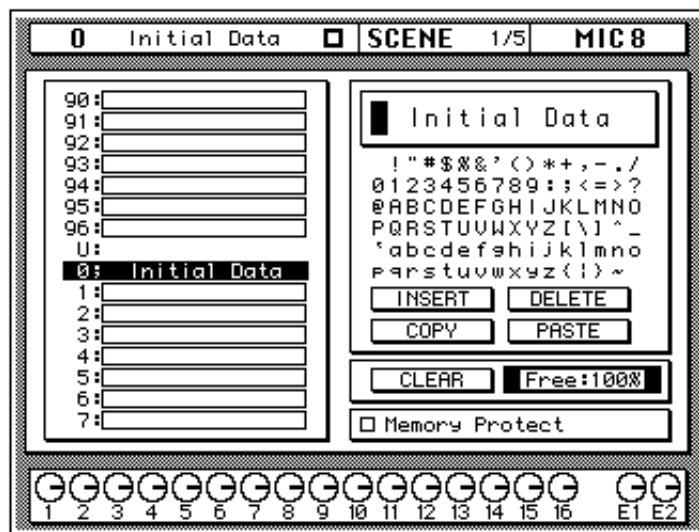 0 Initial Data SCENE 1/5 MIC8
90:
91:
92:
93:
94:
95:
96:
U:
0; Initial Data
1:
2:
3:
4:
5:
6:
7:
Initial Data
!"#$%&'()*+,-./
0123456789:;<=>?
@ABCDEFGHIJKLMNO
PQRSTUVWXYZ[\]^_
`abcdefghijklmno
pqrstuvwxyz{|}~
INSERT DELETE
COPY PASTE
CLEAR Free:100%
Memory Protect
1 2 3 4 5 6 7 8 9 10 11 12 13 14 15 16 E1 E2